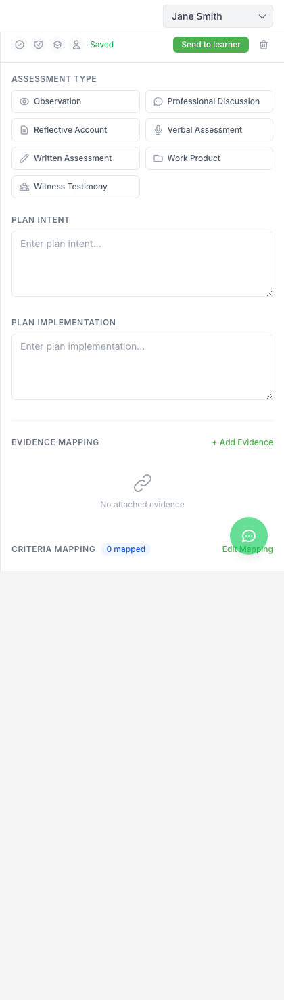 Jane Smith
Saved
Send to learner
ASSESSMENT TYPE
Observation
Professional Discussion
Reflective Account
Verbal Assessment
Written Assessment
Work Product
Witness Testimony
PLAN INTENT
Enter plan intent...
PLAN IMPLEMENTATION
Enter plan implementation...
EVIDENCE MAPPING
+ Add Evidence
No attached evidence
CRITERIA MAPPING
0 mapped
Edit Mapping